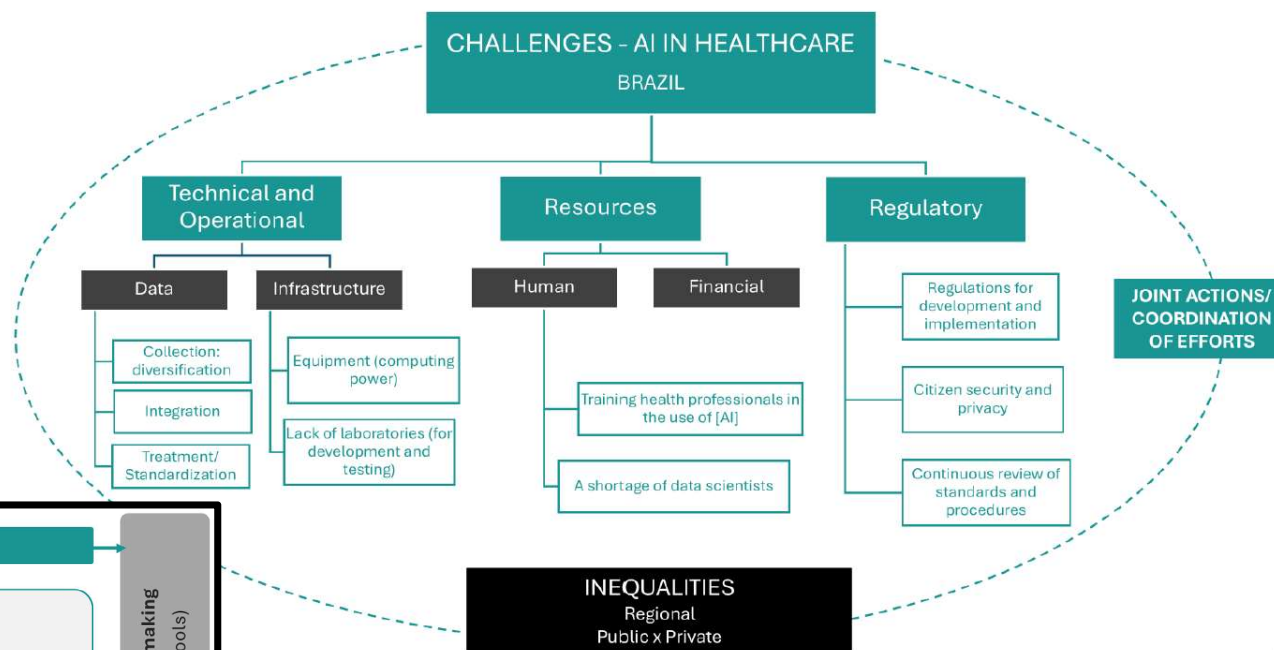 CHALLENGES - AI IN HEALTHCARE
BRAZIL
Technical and
Operational
Resources
Regulatory
Data
Infrastructure
Human
Financial
Collection:
diversification
Integration
Treatment/
Standardization
Equipment (computing
power)
Lack of laboratories (for
development and
testing)
Training health professionals in
the use of [AI]
A shortage of data scientists
Regulations for
development and
implementation
Citizen security and
privacy
Continuous review of
standards and
procedures
JOINT ACTIONS/
COORDINATION
OF EFFORTS
INEQUALITIES
Regional
Public x Private
making
ools)